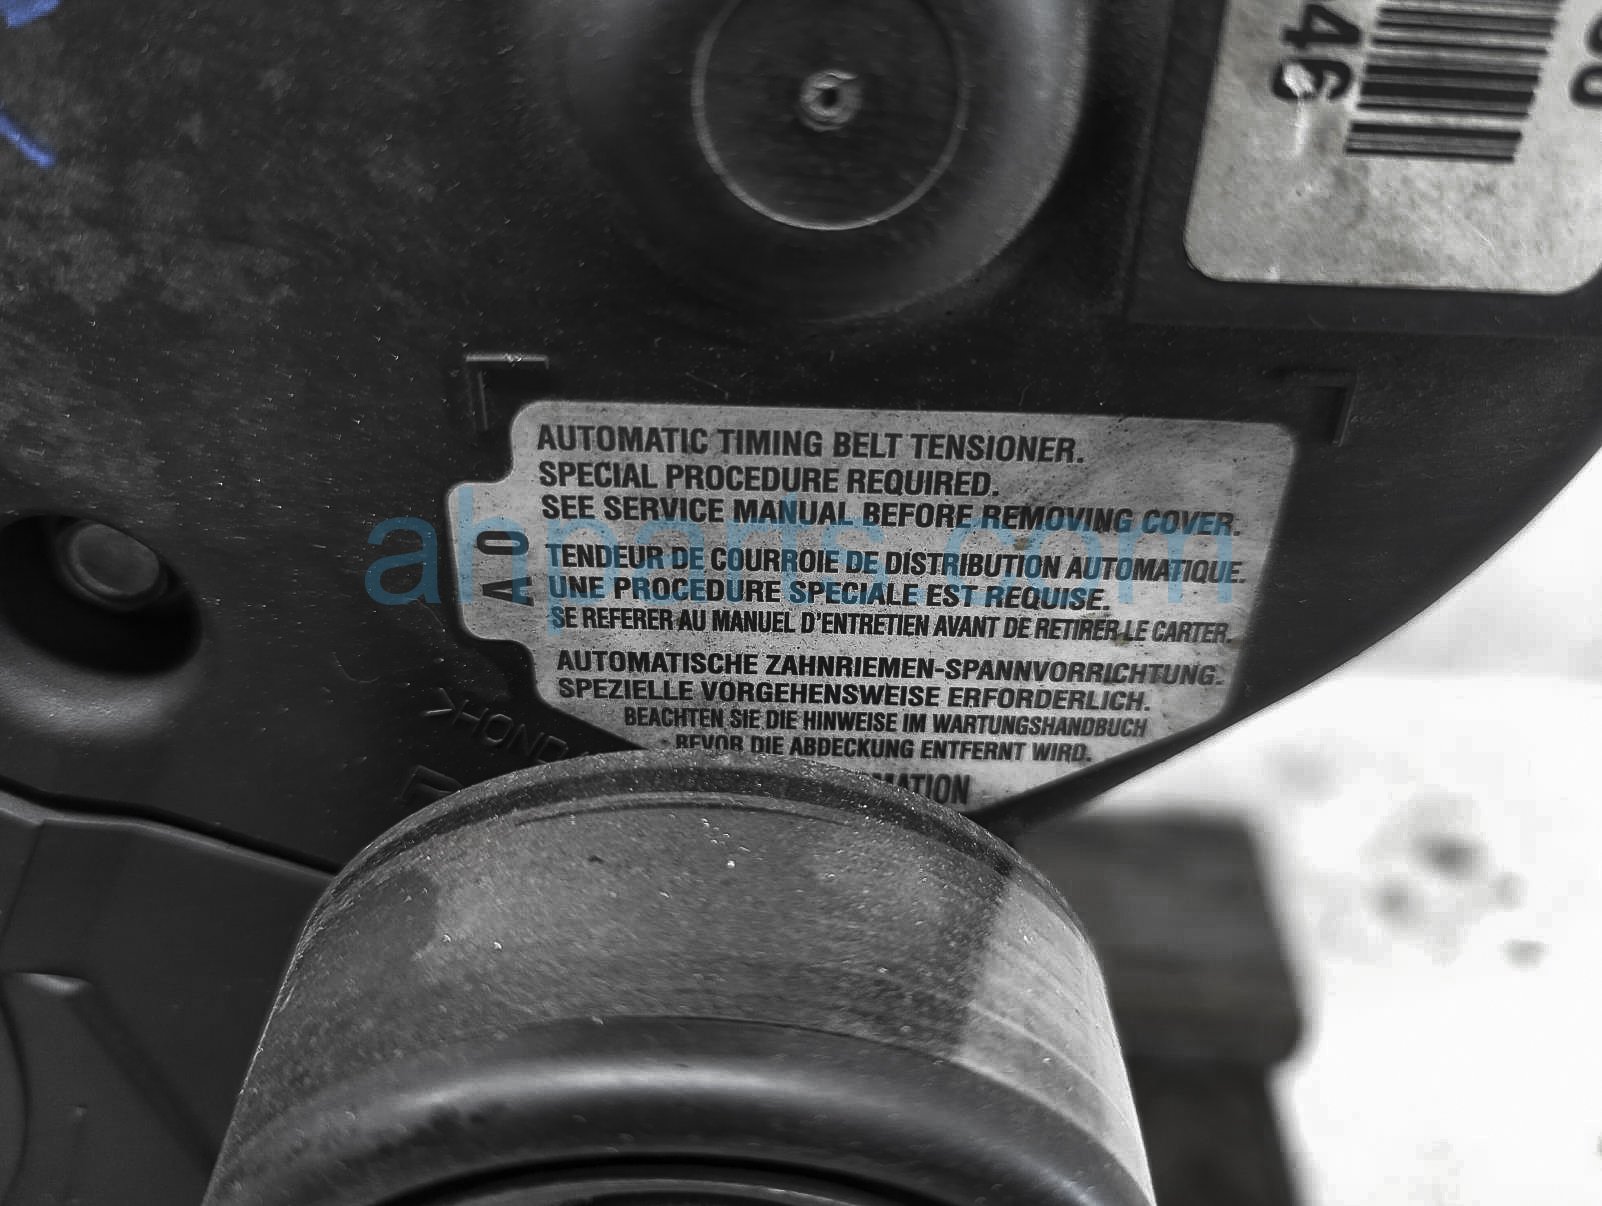 46
AUTOMATIC TIMING BELT TENSIONER.
SPECIAL PROCEDURE REQUIRED.
SEE SERVICE MANUAL BEFORE REMOVING COVER.
TENDEUR DE COURROIE DE DISTRIBUTION AUTOMATIQUE.
UNE PROCEDURE SPECIALE EST REQUISE.
SE REFERER AU MANUEL D'ENTRETIEN AVANT DE RETIRER LE CARTER.
AUTOMATISCHE ZAHNRIEMEN-SPANNVORRICHTUNG.
SPEZIELLE VORGEHENSWEISE ERFORDERLICH.
BEACHTEN SIE DIE HINWEISE IM WARTUNGSHANDBUCH
BEVOR DIE ABDECKUNG ENTFERNT WIRD.
MATION
>HONDA
ahparts.com